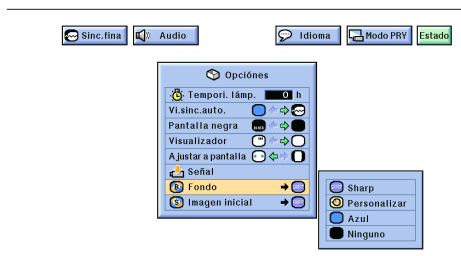 Sinc.fina Audio Idioma Modo PRY Estado
Opciónes
Tempori. lámp. 0 h
Vi.sinc.auto.
Pantalla negra
Visualizador
Ajustar a pantalla
Señal
B Fondo
S Imagen inicial
Sharp
Personalizar
Azul
Ninguno